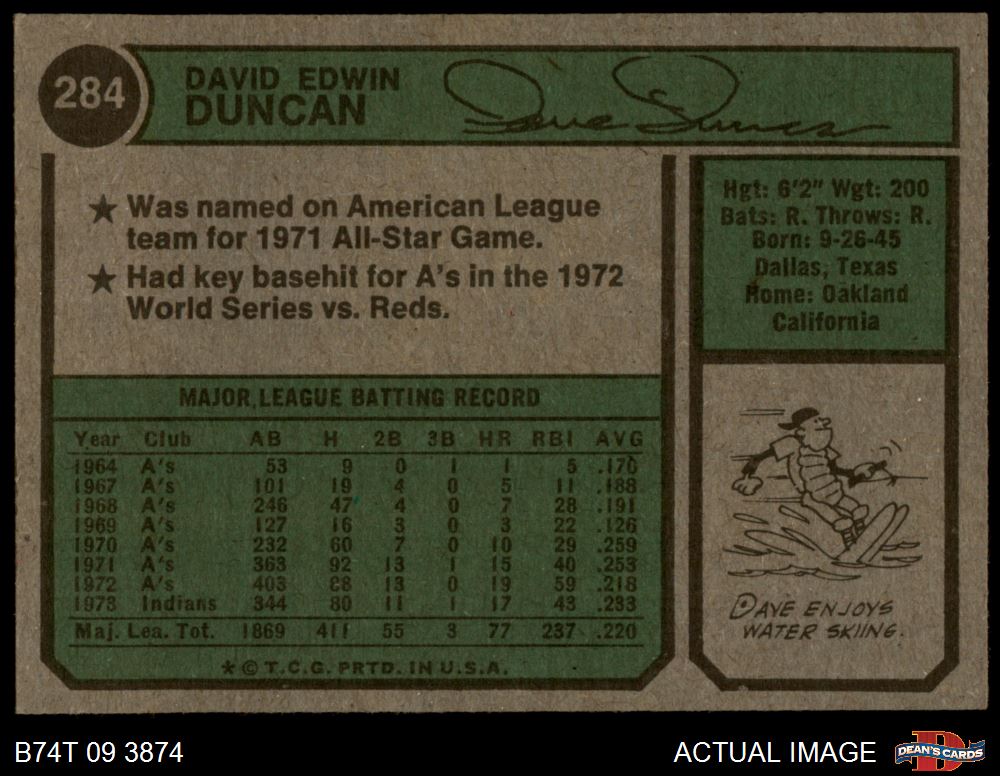 284
DAVID EDWIN
DUNCAN
Dave Duncan
★ Was named on American League
team for 1971 All-Star Game.
★ Had key basehit for A's in the 1972
World Series vs. Reds.
Hgt: 6'2" Wgt: 200
Bats: R. Throws: R.
Born: 9-26-45
Dallas, Texas
Home: Oakland
California
MAJOR LEAGUE BATTING RECORD
Year Club AB H 2B 3B HR RBI AVG
1964 A's 53 9 0 1 1 5 .170
1967 A's 101 19 4 0 5 11 .188
1968 A's 246 47 4 0 7 28 .191
1969 A's 127 16 3 0 3 22 .126
1970 A's 232 60 7 0 10 29 .259
1971 A's 363 92 13 1 15 40 .253
1972 A's 403 88 13 0 19 59 .218
1973 Indians 344 80 11 1 17 43 .233
Maj. Lea. Tot. 1869 411 55 3 77 237 .220
★ © T.C.G. PRTD. IN U.S.A.
DAVE ENJOYS
WATER SKIING.
B74T 09 3874
ACTUAL IMAGE
DEAN'S CARDS